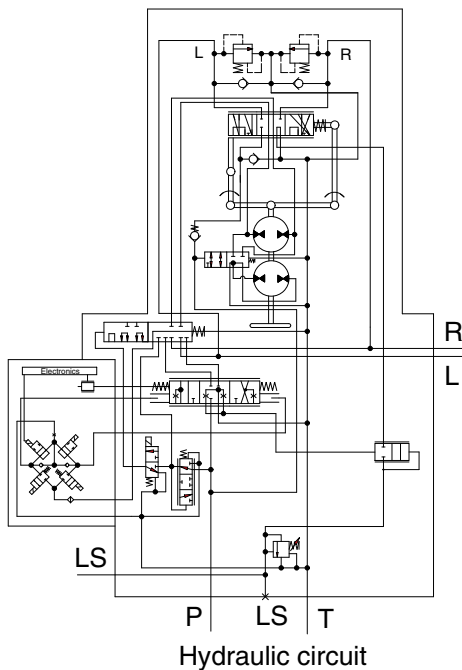 L R
Electronics
R
L
LS
P LS T
Hydraulic circuit